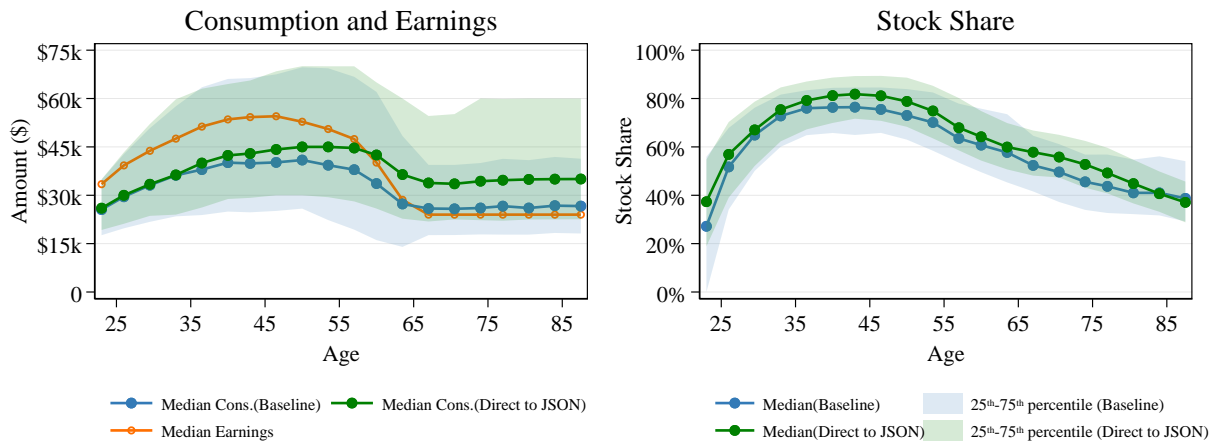 Consumption and Earnings
$75k
$60k
$45k
$30k
$15k
0
Amount ($)
25
35
45
55
65
75
85
Age
Median Cons.(Baseline)
Median Cons.(Direct to JSON)
Median Earnings
Stock Share
100%
80%
60%
40%
20%
0%
Stock Share
25
35
45
55
65
75
85
Age
Median(Baseline)
25th-75th percentile (Baseline)
Median(Direct to JSON)
25th-75th percentile (Direct to JSON)